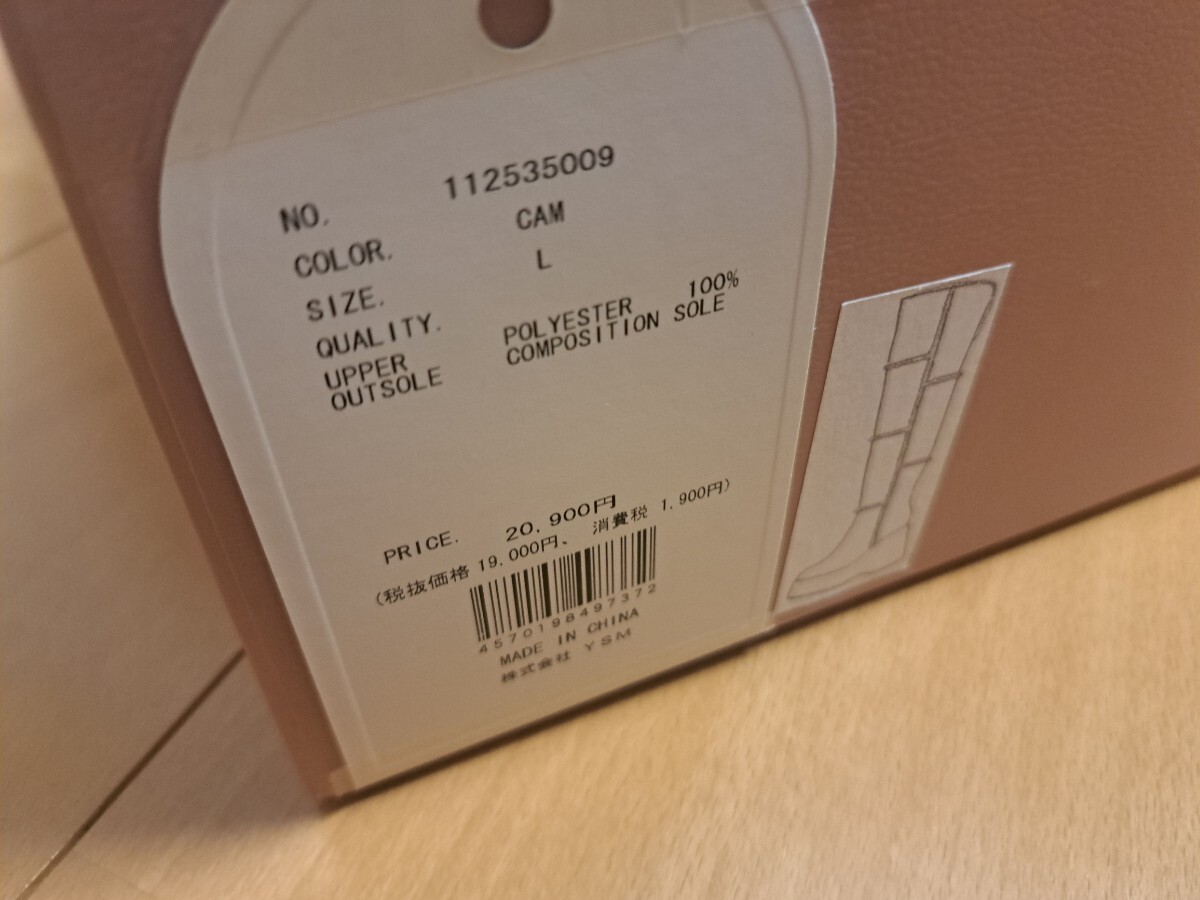 NO. 112535009
COLOR. CAM
SIZE. L
QUALITY.
UPPER POLYESTER 100%
OUTSOLE COMPOSITION SOLE
PRICE. 20,900円
(税抜価格 19,000円、 消費税 1,900円)
4570198497372
MADE IN CHINA
株式会社 YSM